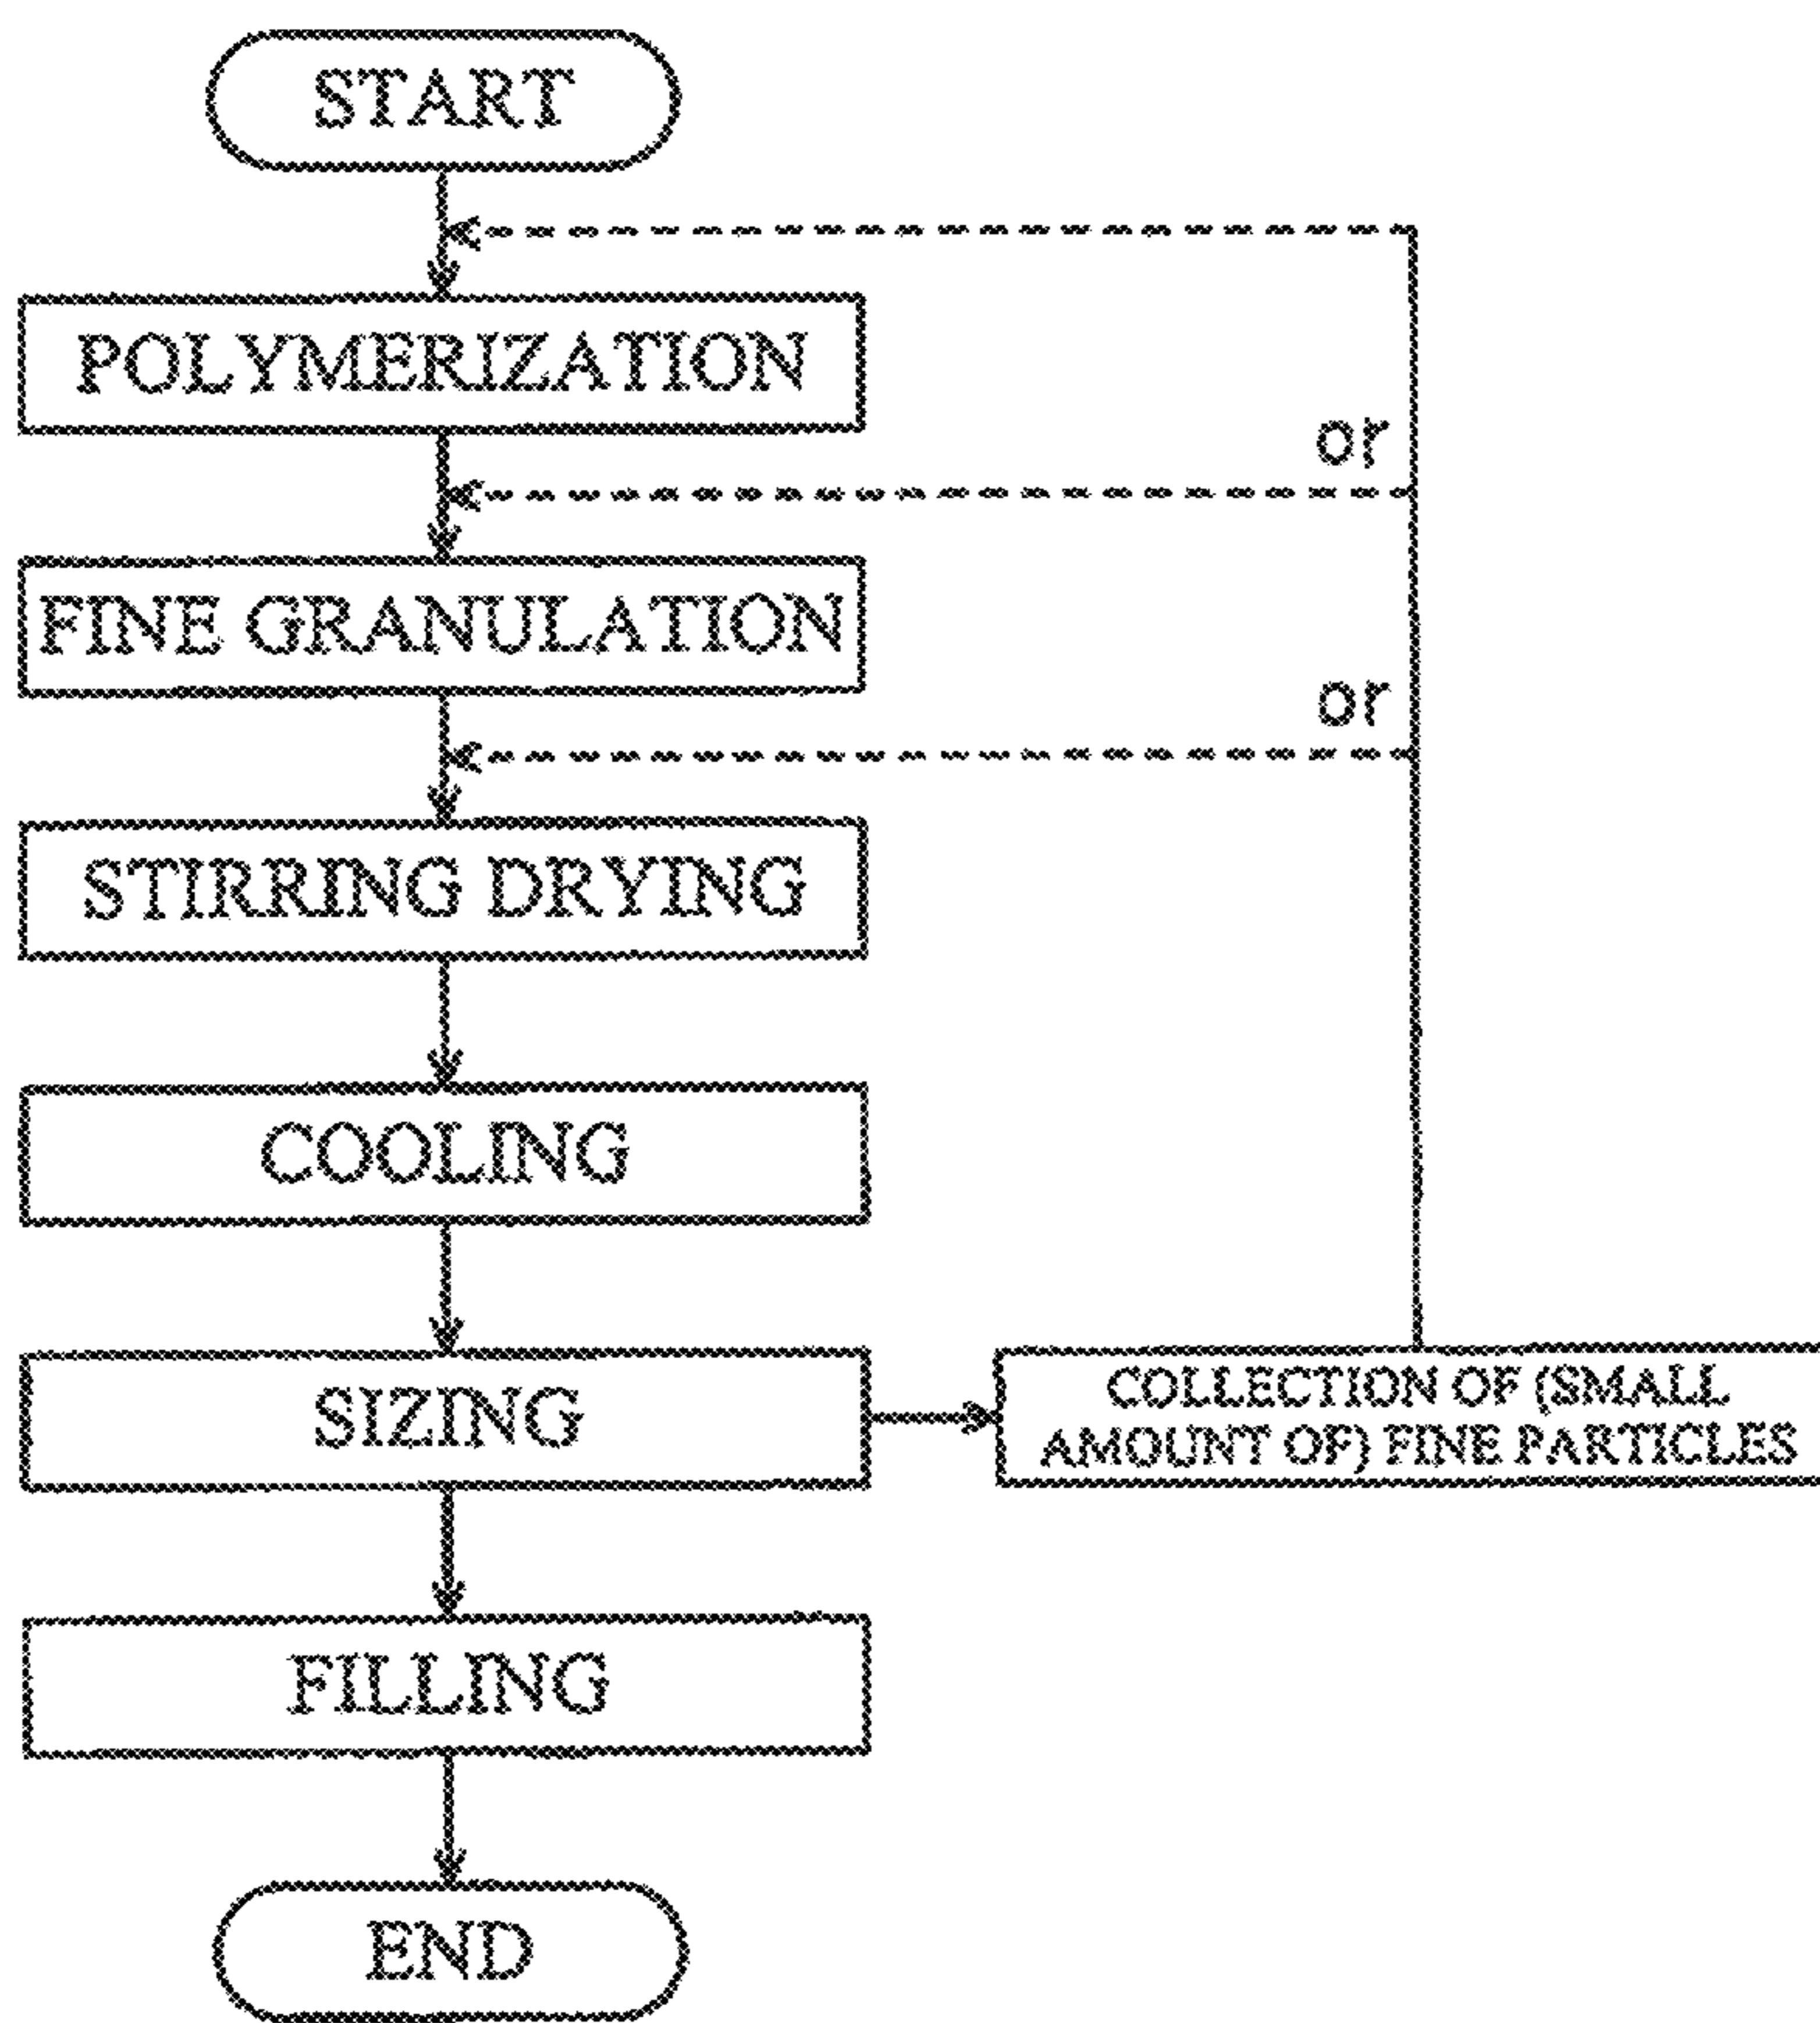 START
POLYMERIZATION
or
FINE GRANULATION
or
STIRRING DRYING
COOLING
SIZING
COLLECTION OF (SMALL
AMOUNT OF) FINE PARTICLES
FILLING
END